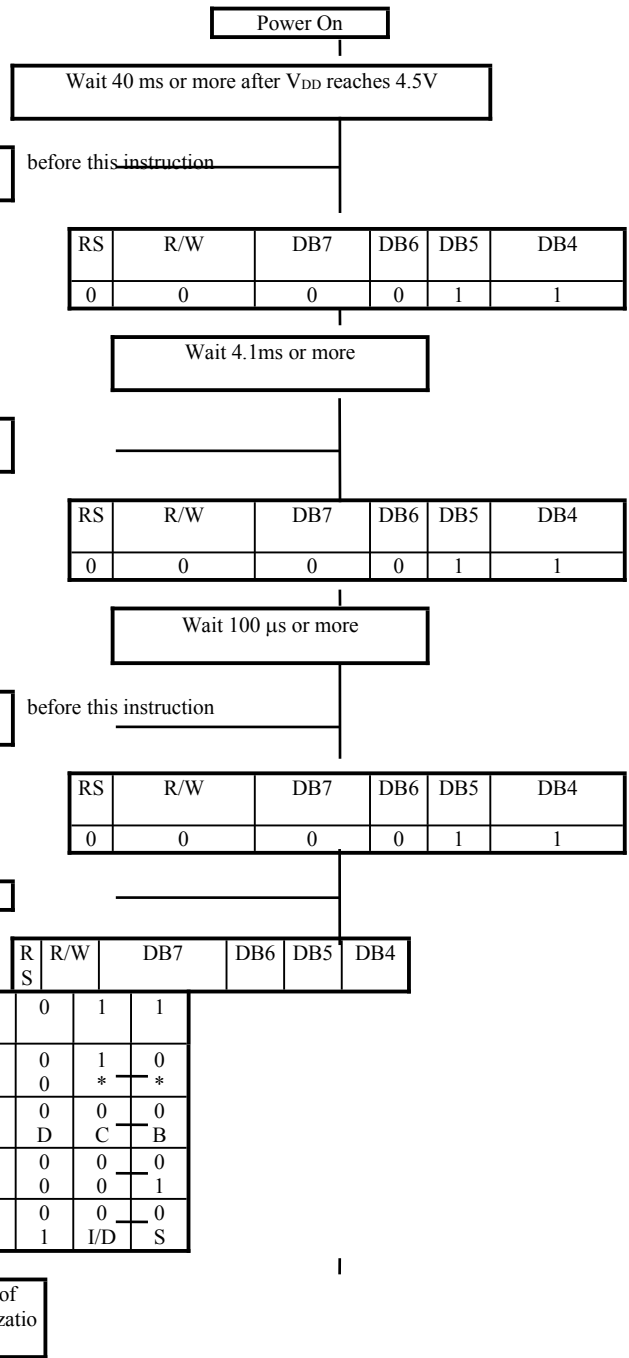 Power On
Wait 40 ms or more after VDD reaches 4.5V
before this instruction
RS R/W DB7 DB6 DB5 DB4
0 0 0 0 1 1
Wait 4.1ms or more
RS R/W DB7 DB6 DB5 DB4
0 0 0 0 1 1
Wait 100 µs or more
before this instruction
RS R/W DB7 DB6 DB5 DB4
0 0 0 0 1 1
R R/W DB7 DB6 DB5 DB4
S
0 1 1
0 1 0
0 * *
0 0 0
D C B
0 0 0
0 0 1
0 0 0
1 I/D S
of
zatio